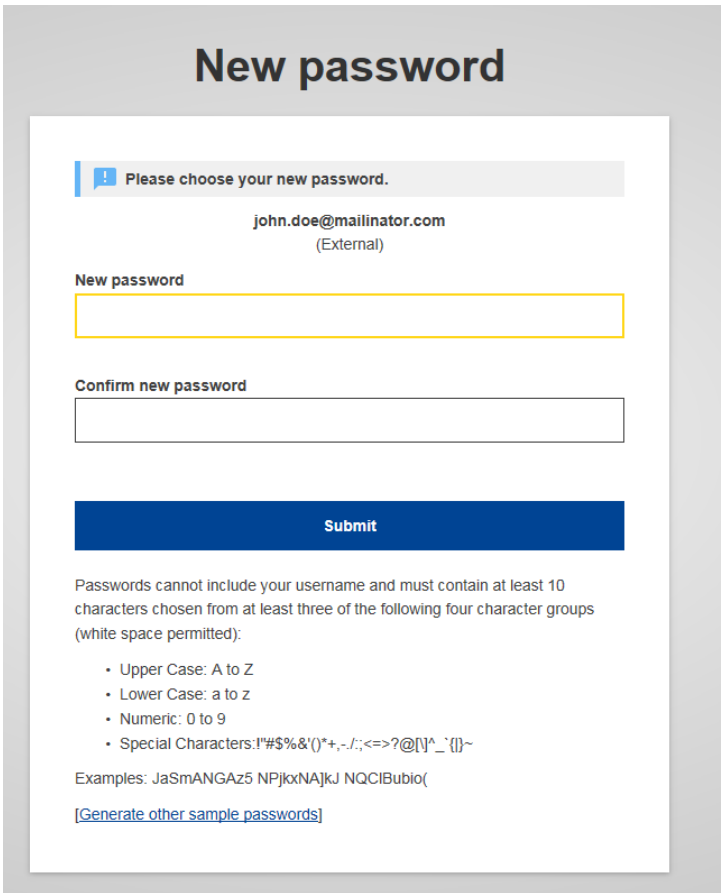 New password
Please choose your new password.
john.doe@mailinator.com
(External)
New password
Confirm new password
Submit
Passwords cannot include your username and must contain at least 10
characters chosen from at least three of the following four character groups
(white space permitted):
• Upper Case: A to Z
• Lower Case: a to z
• Numeric: 0 to 9
• Special Characters:!"#$%&'()*+,-./:;<=>?@[\]^_`{|}~
Examples: JaSmANGAz5 NPjkxNA]kJ NQClBubio(
[Generate other sample passwords]